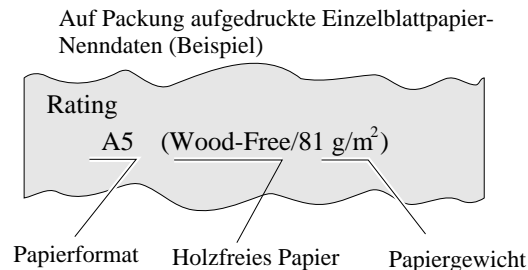 Auf Packung aufgedruckte Einzelblattpapier-
Nenndaten (Beispiel)
Rating
A5 (Wood-Free/81 g/m²)
Papierformat Holzfreies Papier Papiergewicht